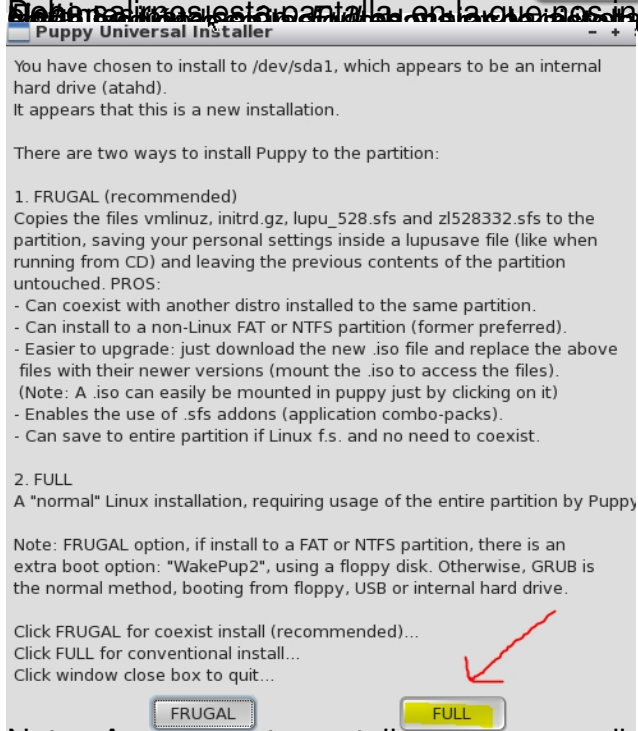 salirnos esta pantalla, en la que nos
Puppy Universal Installer
You have chosen to install to /dev/sda1, which appears to be an internal
hard drive (atahd).
It appears that this is a new installation.
There are two ways to install Puppy to the partition:
1. FRUGAL (recommended)
Copies the files vmlinuz, initrd.gz, lupu_528.sfs and zl528332.sfs to the
partition, saving your personal settings inside a lupusave file (like when
running from CD) and leaving the previous contents of the partition
untouched. PROS:
- Can coexist with another distro installed to the same partition.
- Can install to a non-Linux FAT or NTFS partition (former preferred).
- Easier to upgrade: just download the new .iso file and replace the above
files with their newer versions (mount the .iso to access the files).
(Note: A .iso can easily be mounted in puppy just by clicking on it)
- Enables the use of .sfs addons (application combo-packs).
- Can save to entire partition if Linux f.s. and no need to coexist.
2. FULL
A "normal" Linux installation, requiring usage of the entire partition by Puppy
Note: FRUGAL option, if install to a FAT or NTFS partition, there is an
extra boot option: "WakePup2", using a floppy disk. Otherwise, GRUB is
the normal method, booting from floppy, USB or internal hard drive.
Click FRUGAL for coexist install (recommended)...
Click FULL for conventional install...
Click window close box to quit...
FRUGAL FULL